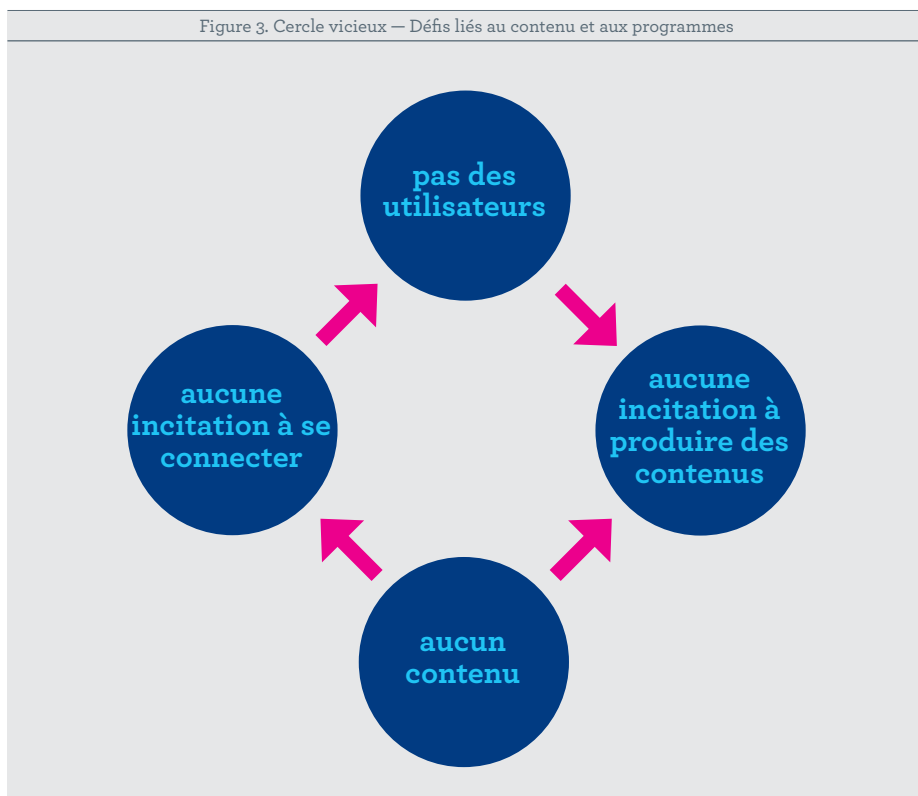 Figure 3. Cercle vicieux — Défis liés au contenu et aux programmes
pas des
utilisateurs
aucune
incitation à se
connecter
aucune
incitation à
produire des
contenus
aucun
contenu